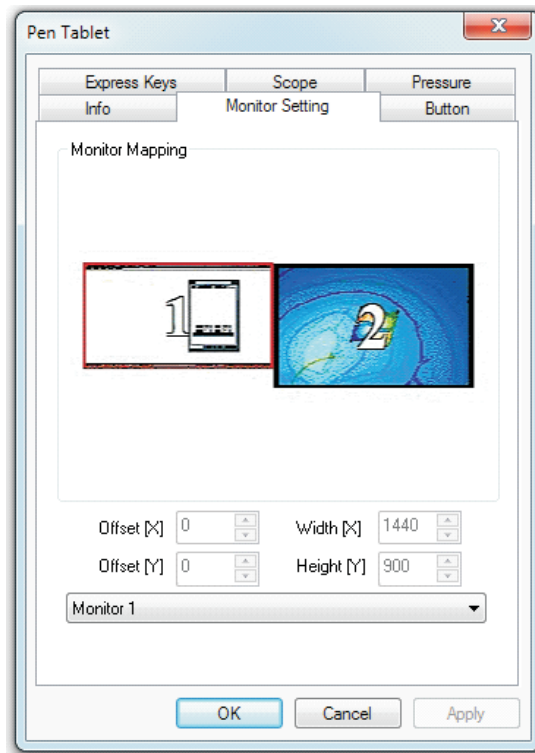 Pen Tablet
Express Keys Scope Pressure
Info Monitor Setting Button
Monitor Mapping
1 2
Offset [X] 0 Width [X] 1440
Offset [Y] 0 Height [Y] 900
Monitor 1
OK Cancel Apply